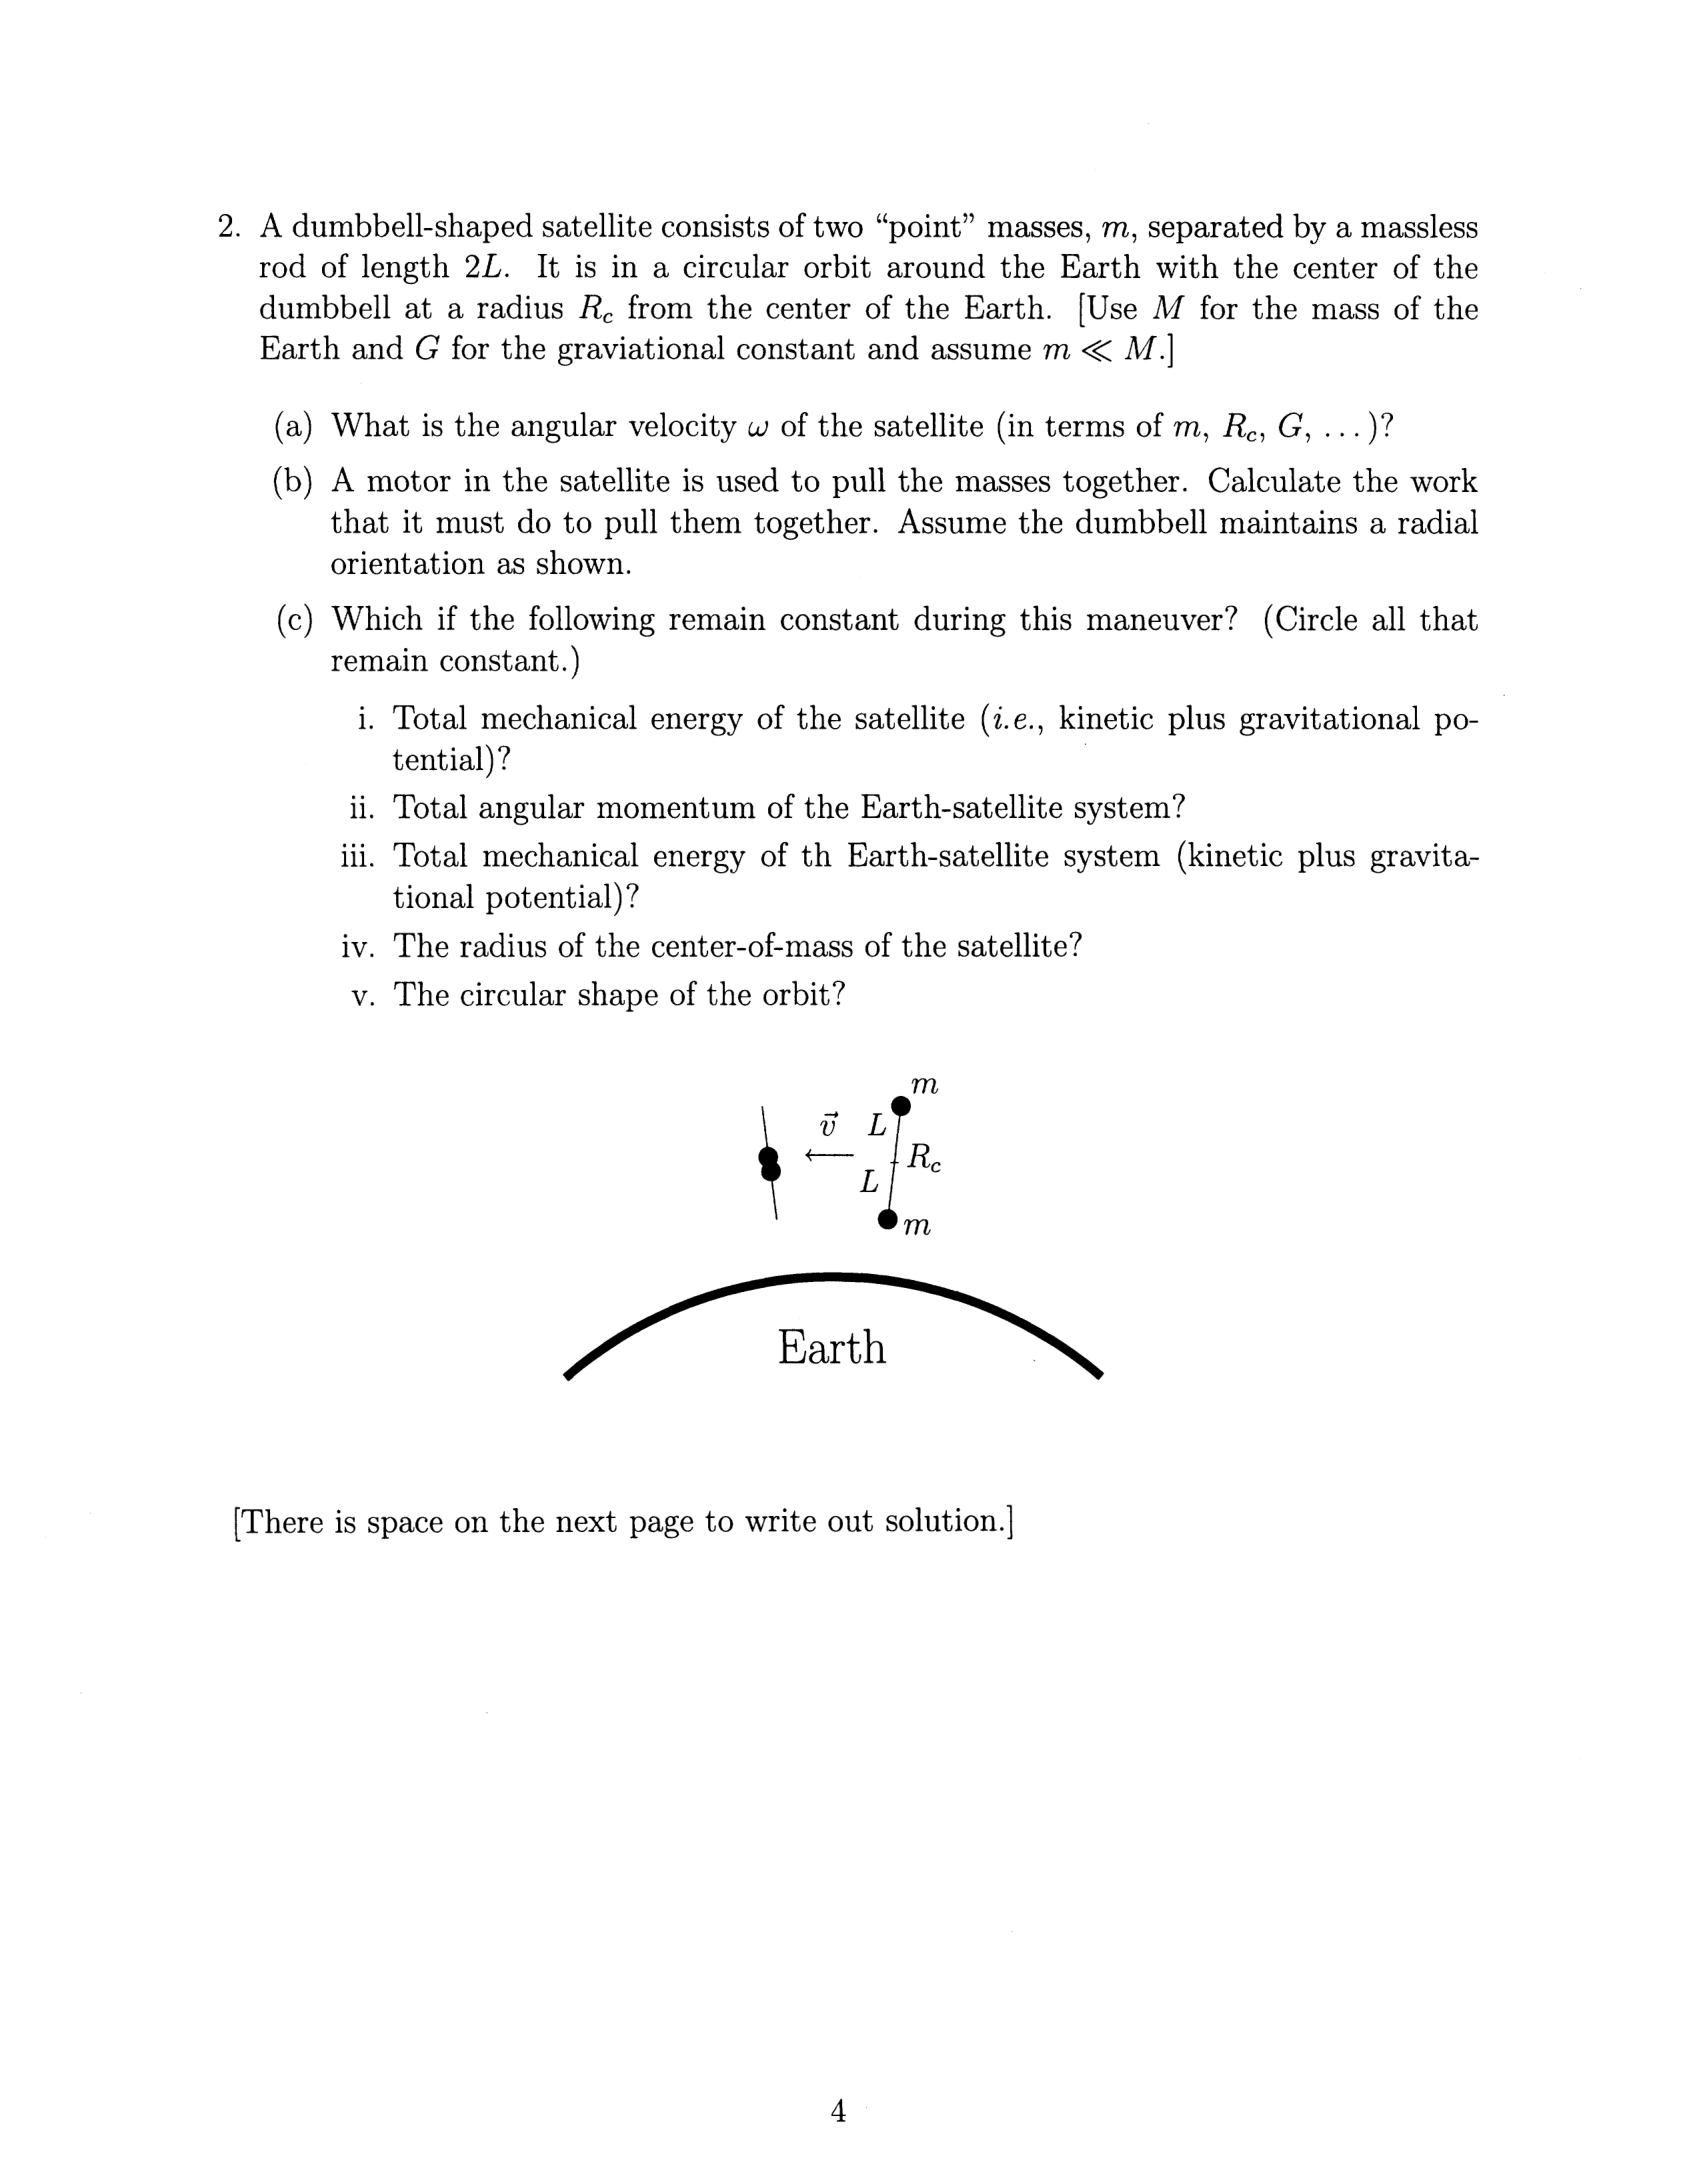 2. A dumbbell-shaped satellite consists of two “point” masses, m, separated by a massless
rod of length 2L. It is in a circular orbit around the Earth with the center of the
dumbbell at a radius R_c from the center of the Earth. [Use M for the mass of the
Earth and G for the graviational constant and assume m ≪ M.]
(a) What is the angular velocity ω of the satellite (in terms of m, R_c, G, ...)?
(b) A motor in the satellite is used to pull the masses together. Calculate the work
that it must do to pull them together. Assume the dumbbell maintains a radial
orientation as shown.
(c) Which if the following remain constant during this maneuver? (Circle all that
remain constant.)
i. Total mechanical energy of the satellite (i.e., kinetic plus gravitational po-
tential)?
ii. Total angular momentum of the Earth-satellite system?
iii. Total mechanical energy of th Earth-satellite system (kinetic plus gravita-
tional potential)?
iv. The radius of the center-of-mass of the satellite?
v. The circular shape of the orbit?
m
v⃗ L
R_c
L
m
Earth
[There is space on the next page to write out solution.]
4